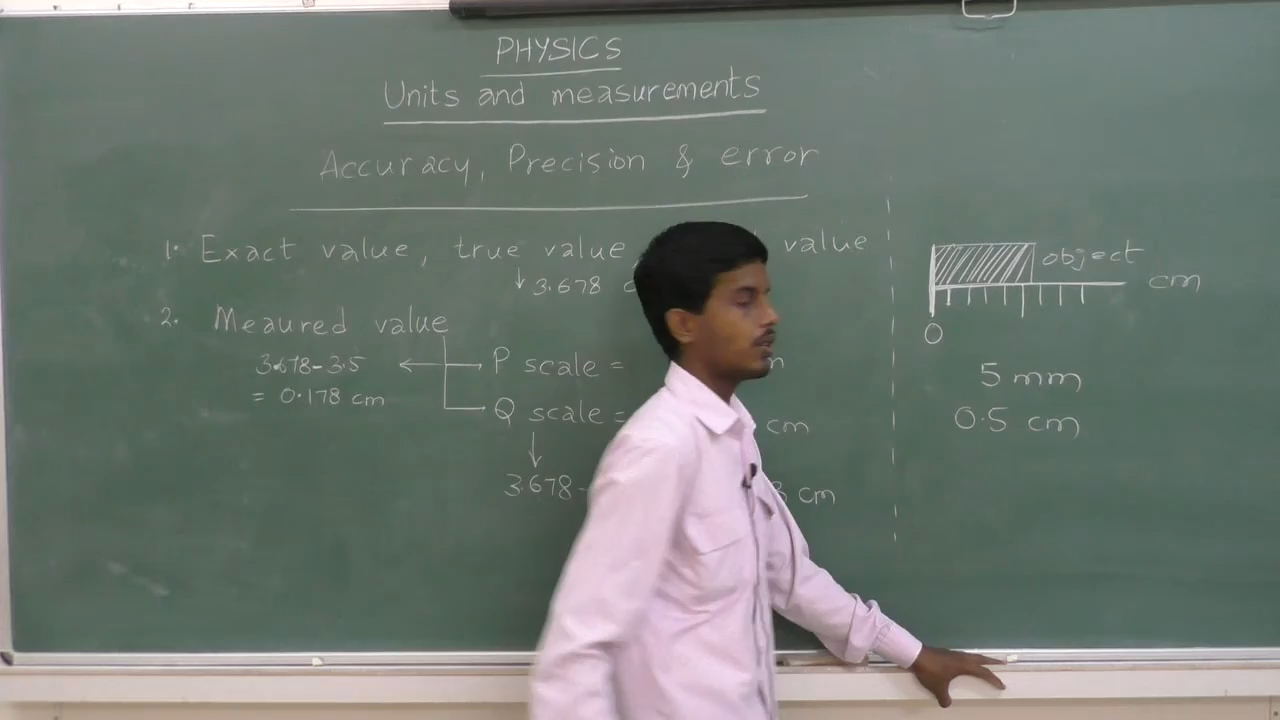 PHYSICS
Units and measurements
Accuracy, Precision & error
1. Exact value, true value value
↓ 3.678
2. Meaured value
3.678-3.5 ← → P scale =
= 0.178 cm
→ Q scale = cm
↓
3.678- cm
object
cm
0
5 mm
0.5 cm